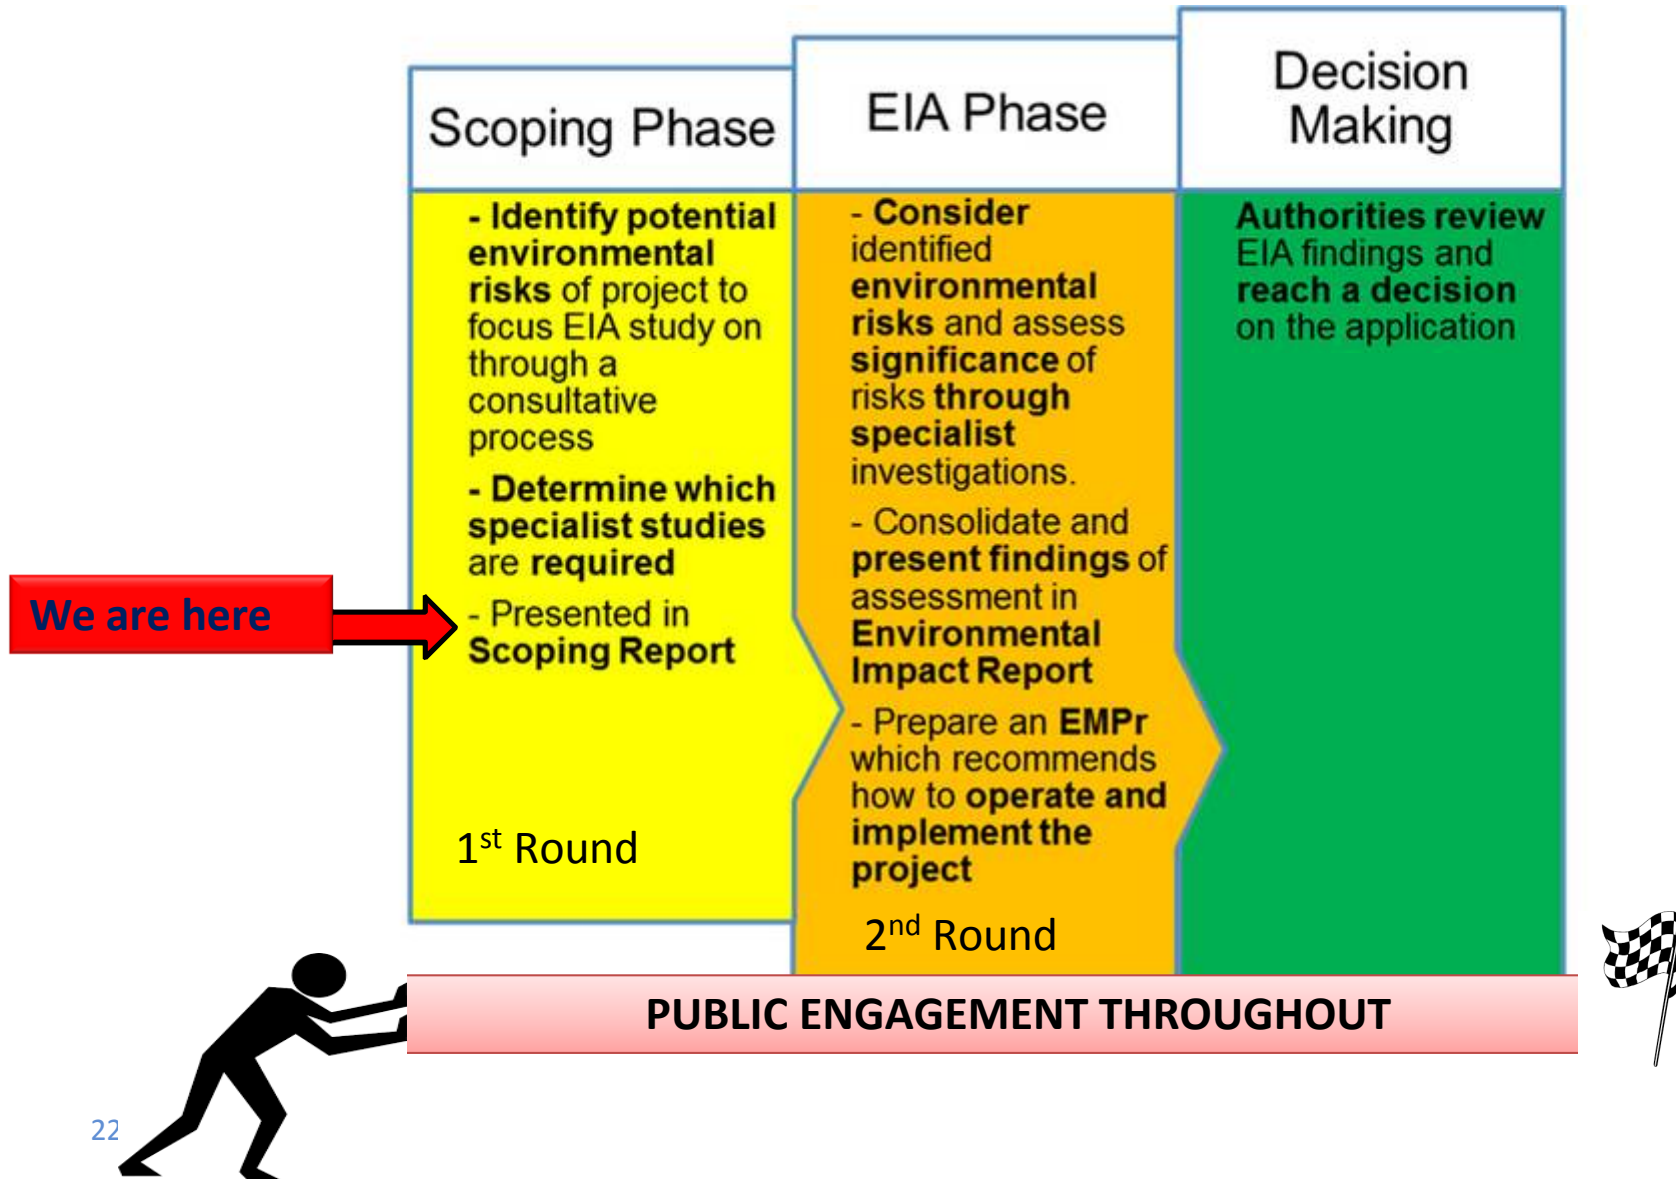 Scoping Phase
- Identify potential
environmental
risks of project to
focus EIA study on
through a
consultative
process
- Determine which
specialist studies
are required
- Presented in
Scoping Report
1st Round
EIA Phase
- Consider
identified
environmental
risks and assess
significance of
risks through
specialist
investigations.
- Consolidate and
present findings of
assessment in
Environmental
Impact Report
- Prepare an EMPr
which recommends
how to operate and
implement the
project
2nd Round
Decision
Making
Authorities review
EIA findings and
reach a decision
on the application
We are here
PUBLIC ENGAGEMENT THROUGHOUT
22